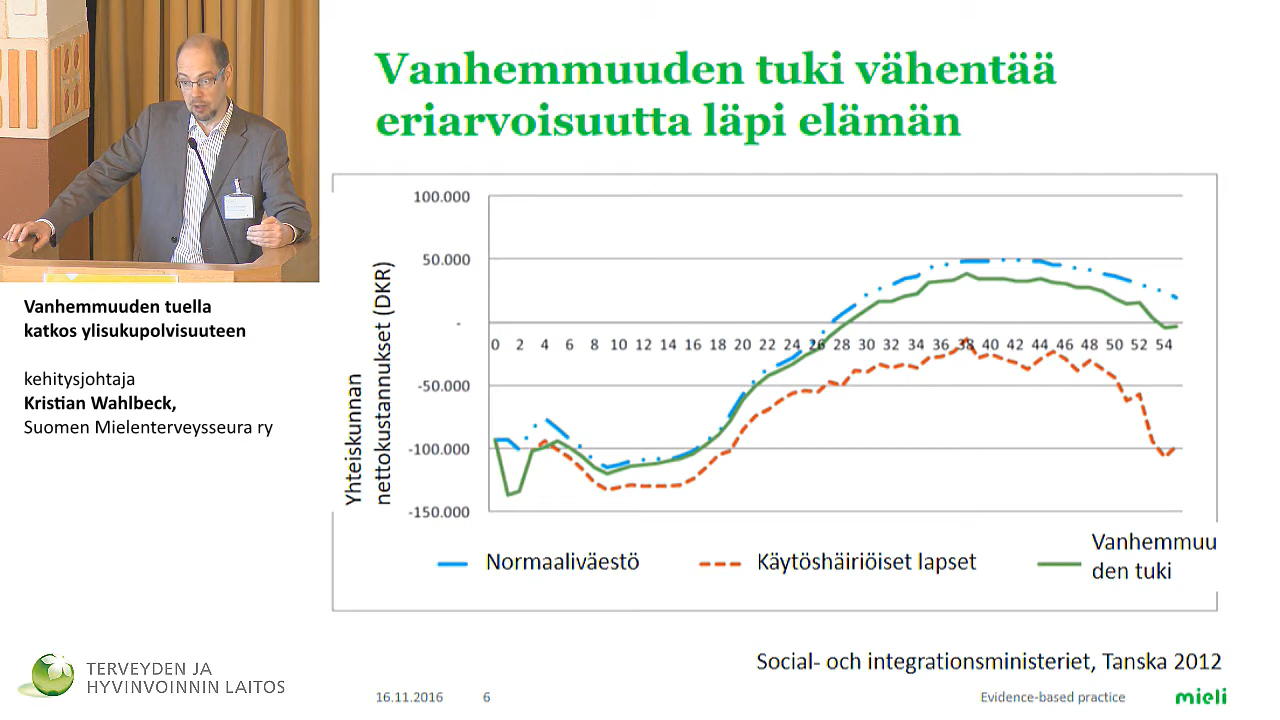 Vanhemmuuden tuki vähentää
eriarvoisuutta läpi elämän
Vanhemmuuden tuella
katkos ylisukupolvisuuteen
kehitysjohtaja
Kristian Wahlbeck,
Suomen Mielenterveysseura ry
Yhteiskunnan
nettokustannukset (DKR)
100.000
50.000
-
0 2 4 6 8 10 12 14 16 18 20 22 24 26 28 30 32 34 36 38 40 42 44 46 48 50 52 54
-50.000
-100.000
-150.000
Normaaliväestö
Käytöshäiriöiset lapset
Vanhemmuu
den tuki
Social- och integrationsministeriet, Tanska 2012
TERVEYDEN JA
HYVINVOINNIN LAITOS
16.11.2016 6 Evidence-based practice mieli